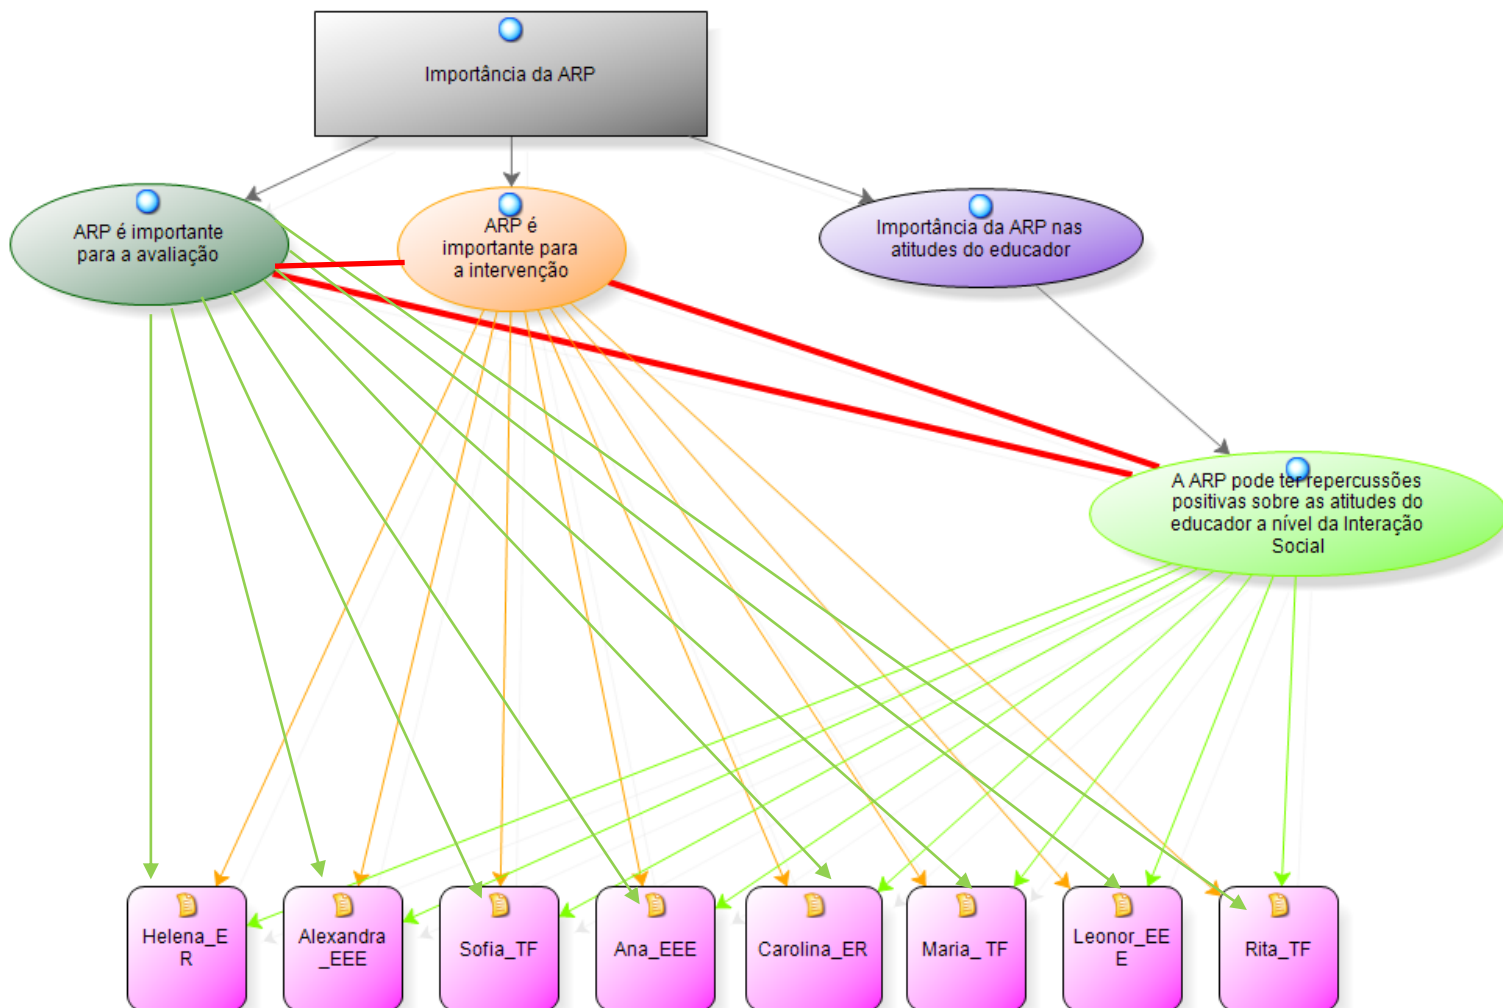 Importância da ARP
ARP é importante
para a avaliação
ARP é
importante para
a intervenção
Importância da ARP nas
atitudes do educador
A ARP pode ter repercussões
positivas sobre as atitudes do
educador a nível da Interação
Social
Helena_E
R
Alexandra
_EEE
Sofia_TF
Ana_EEE
Carolina_ER
Maria_ TF
Leonor_EE
E
Rita_TF